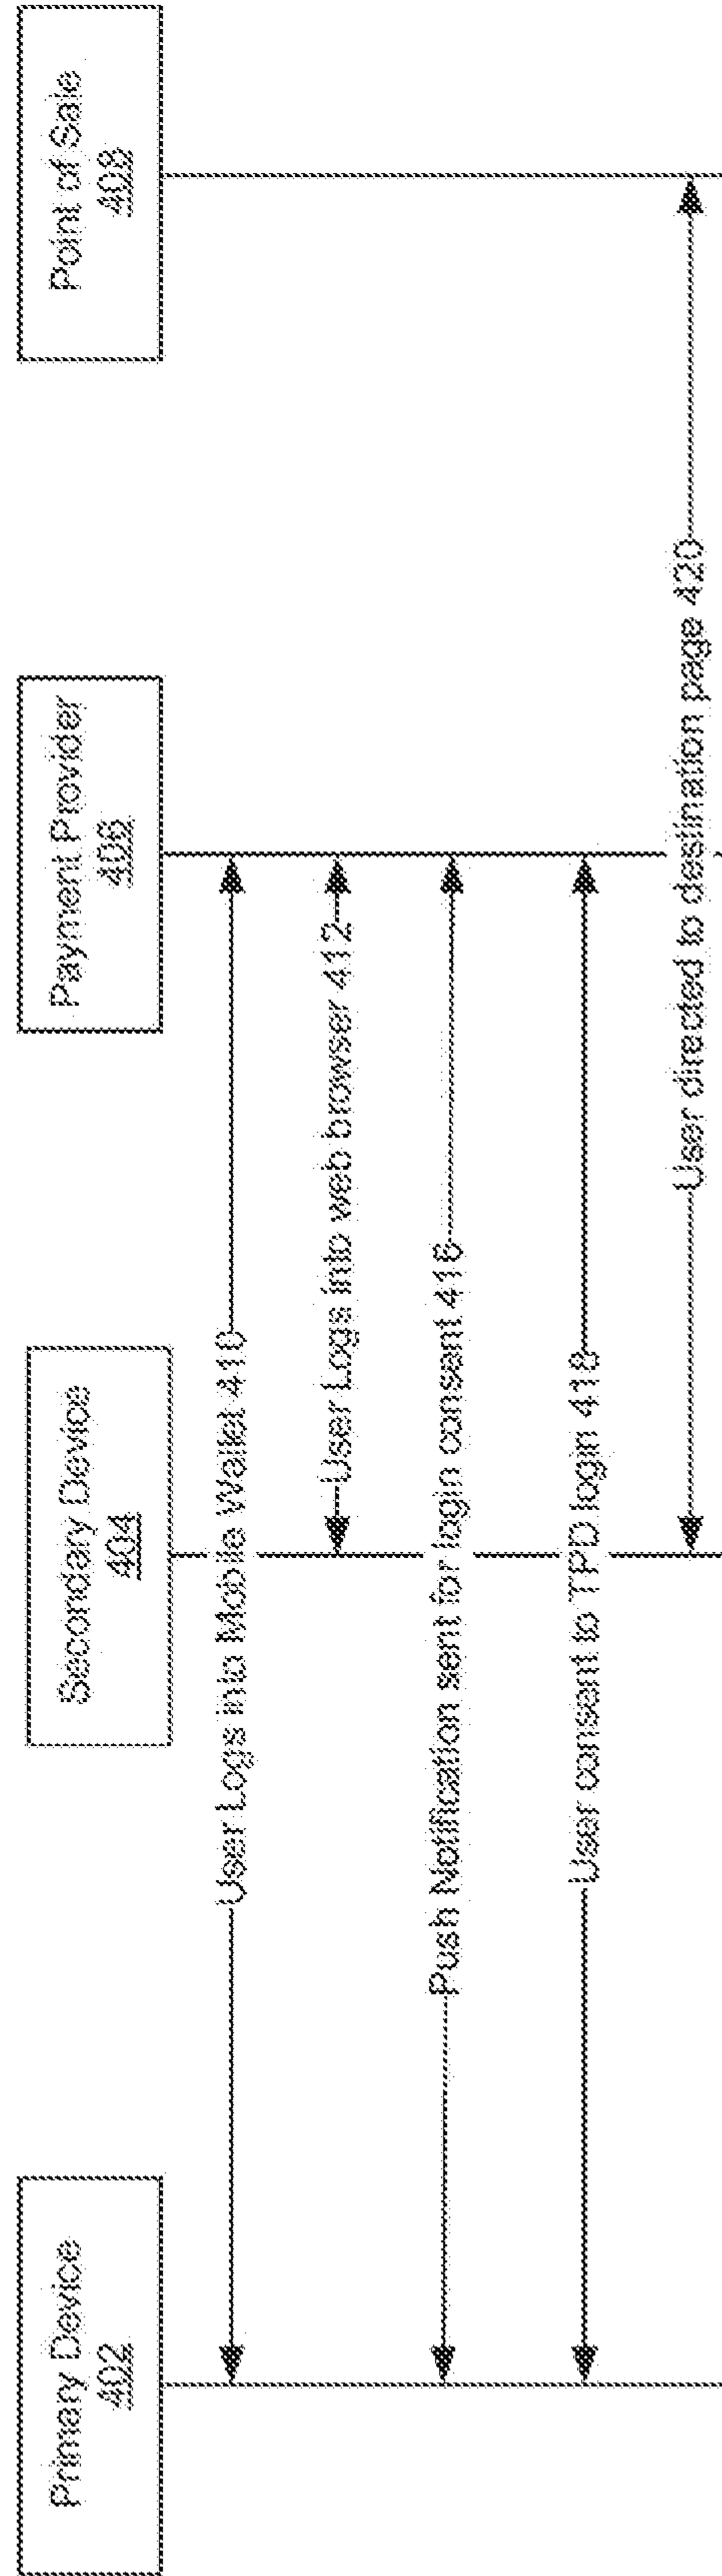 Primary Device
402
Secondary Device
404
Payment Provider
406
Point of Sale
408
User Logs into Mobile Wallet 410
User Logs into web browser 412
Push Notification sent for login consent 416
User consent to TPD login 418
User directed to destination page 420